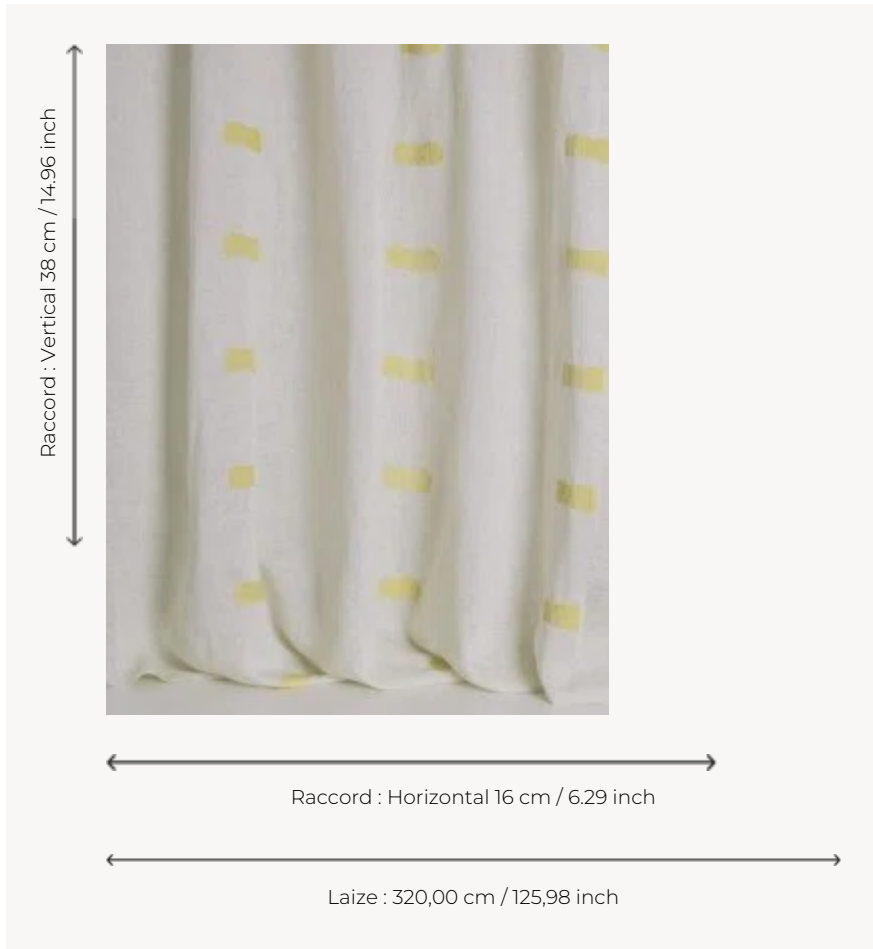 Raccord : Vertical 38 cm / 14.96 inch
Raccord : Horizontal 16 cm / 6.29 inch
Laize : 320,00 cm / 125,98 inch